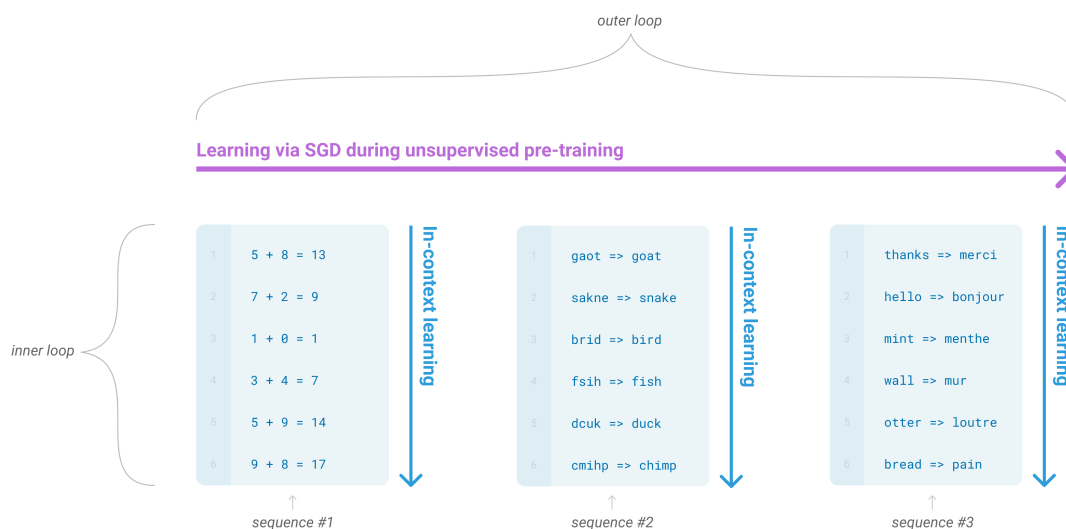 outer loop
Learning via SGD during unsupervised pre-training
inner loop
1 5 + 8 = 13
2 7 + 2 = 9
3 1 + 0 = 1
4 3 + 4 = 7
5 5 + 9 = 14
6 9 + 8 = 17
In-context learning
sequence #1
1 gaot => goat
2 sakne => snake
3 brid => bird
4 fsih => fish
5 dcuk => duck
6 cmihp => chimp
In-context learning
sequence #2
1 thanks => merci
2 hello => bonjour
3 mint => menthe
4 wall => mur
5 otter => loutre
6 bread => pain
In-context learning
sequence #3